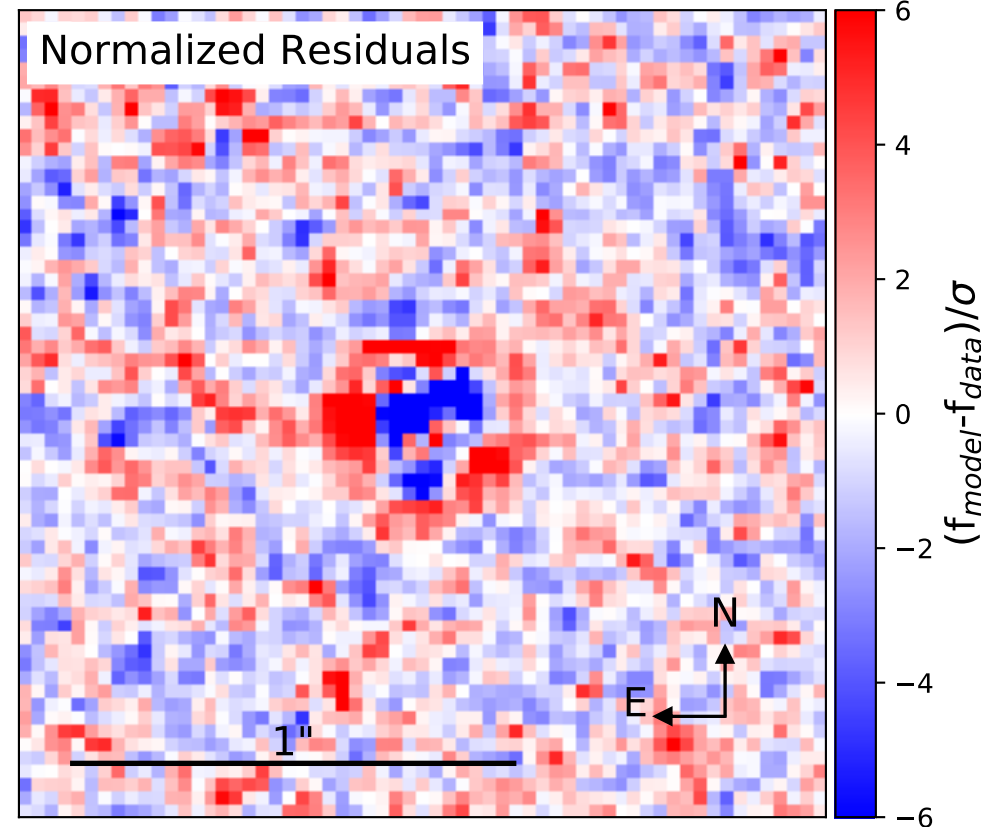 Normalized Residuals
6
4
2
0
−2
−4
−6
(f_model-f_data)/σ
N
E
1"